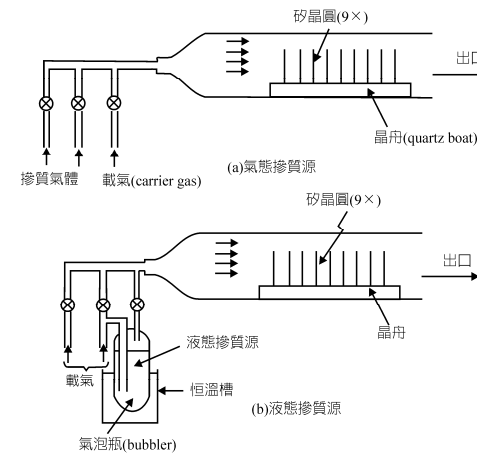 矽晶圓(9×)
出口
晶舟(quartz boat)
摻質氣體
載氣(carrier gas)
(a)氣態摻質源
矽晶圓(9×)
出口
晶舟
液態摻質源
載氣
恒溫槽
(b)液態摻質源
氣泡瓶(bubbler)